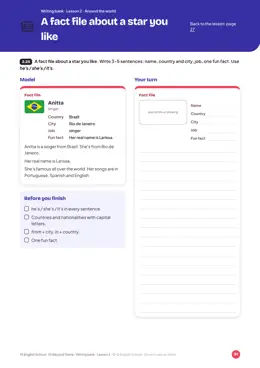 Writing bank · Lesson 2 · Around the world
A fact file about a star you like
Back to the lesson: page
A fact file about a star you like. Write 3–5 sentences: name, country and city, job, one fun fact. Use
he's / she's / it's.
Model
Your turn
Fact file
Anitta
singer
Country Brazil
City Rio de Janeiro
Job singer
Fun fact Her real name is Larissa.
Anitta is a singer from Brazil. She's from Rio de
Janeiro.
Her real name is Larissa.
She's famous all over the world. Her songs are in
Portuguese, Spanish and English.
Before you finish
he's / she's / it's in every sentence
Countries and nationalities with capital
letters.
from + city, in + country.
One fun fact
Fact file
Name
Country
City
Job
Fun fact